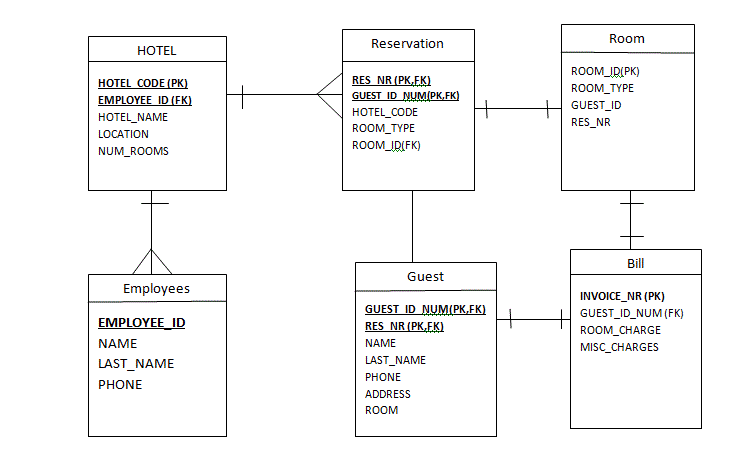 HOTEL
HOTEL_CODE (PK)
EMPLOYEE_ID (FK)
HOTEL_NAME
LOCATION
NUM_ROOMS
Reservation
RES_NR (PK,FK)
GUEST_ID_NUM(PK,FK)
HOTEL_CODE
ROOM_TYPE
ROOM_ID(FK)
Room
ROOM_ID(PK)
ROOM_TYPE
GUEST_ID
RES_NR
Employees
EMPLOYEE_ID
NAME
LAST_NAME
PHONE
Guest
GUEST_ID_NUM(PK,FK)
RES_NR (PK,FK)
NAME
LAST_NAME
PHONE
ADDRESS
ROOM
Bill
INVOICE_NR (PK)
GUEST_ID_NUM (FK)
ROOM_CHARGE
MISC_CHARGES